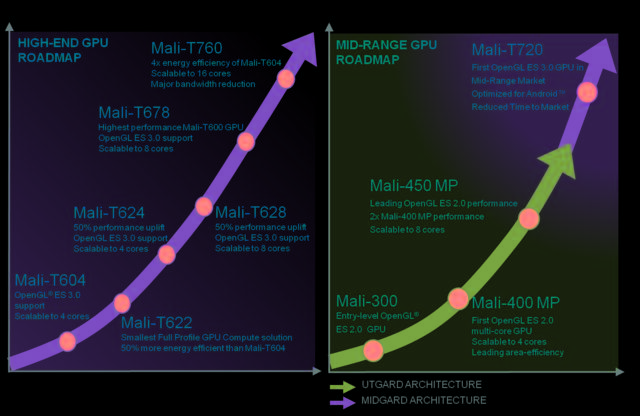 HIGH-END GPU
ROADMAP
Mali-T760
4x energy efficiency of Mali-T604
Scalable to 16 cores
Major bandwidth reduction
Mali-T678
Highest performance Mali-T600 GPU
OpenGL ES 3.0 support
Scalable to 8 cores
Mali-T624
50% performance uplift
OpenGL ES 3.0 support
Scalable to 4 cores
Mali-T628
50% performance uplift
OpenGL ES 3.0 support
Scalable to 8 cores
Mali-T604
OpenGL® ES 3.0
support
Scalable to 4 cores
Mali-T622
Smallest Full Profile GPU Compute solution
50% more energy efficient than Mali-T604
MID-RANGE GPU
ROADMAP
Mali-T720
First OpenGL ES 3.0 GPU in
Mid-Range Market
Optimized for Android™
Reduced Time to Market
Mali-450 MP
Leading OpenGL ES 2.0 performance
2x Mali-400 MP performance
Scalable to 8 cores
Mali-300
Entry-level OpenGL®
ES 2.0 GPU
Mali-400 MP
First OpenGL ES 2.0
multi-core GPU
Scalable to 4 cores
Leading area-efficiency
UTGARD ARCHITECTURE
MIDGARD ARCHITECTURE